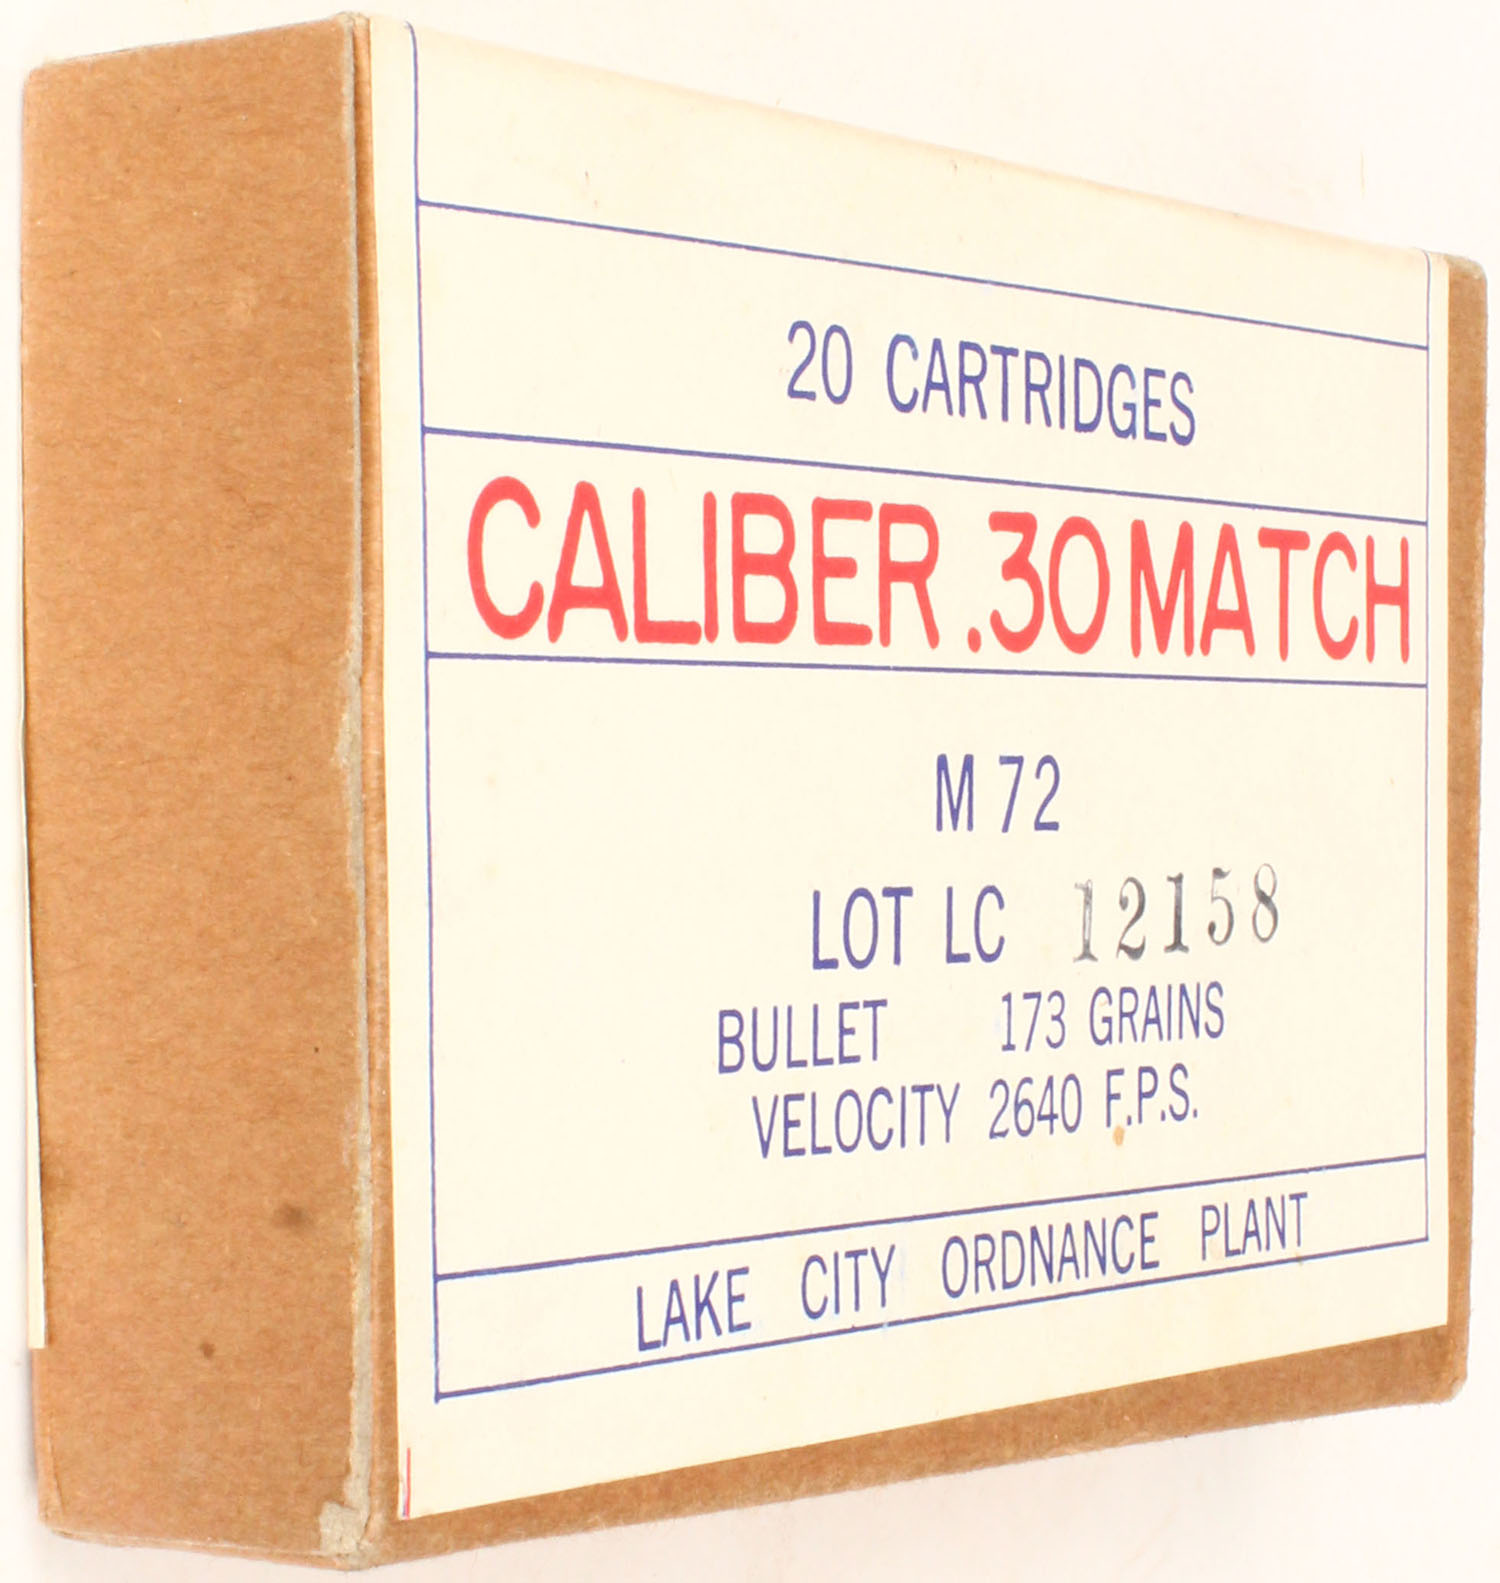 20 CARTRIDGES
CALIBER .30 MATCH
M 72
LOT LC 12158
BULLET 173 GRAINS
VELOCITY 2640 F.P.S.
LAKE CITY ORDNANCE PLANT